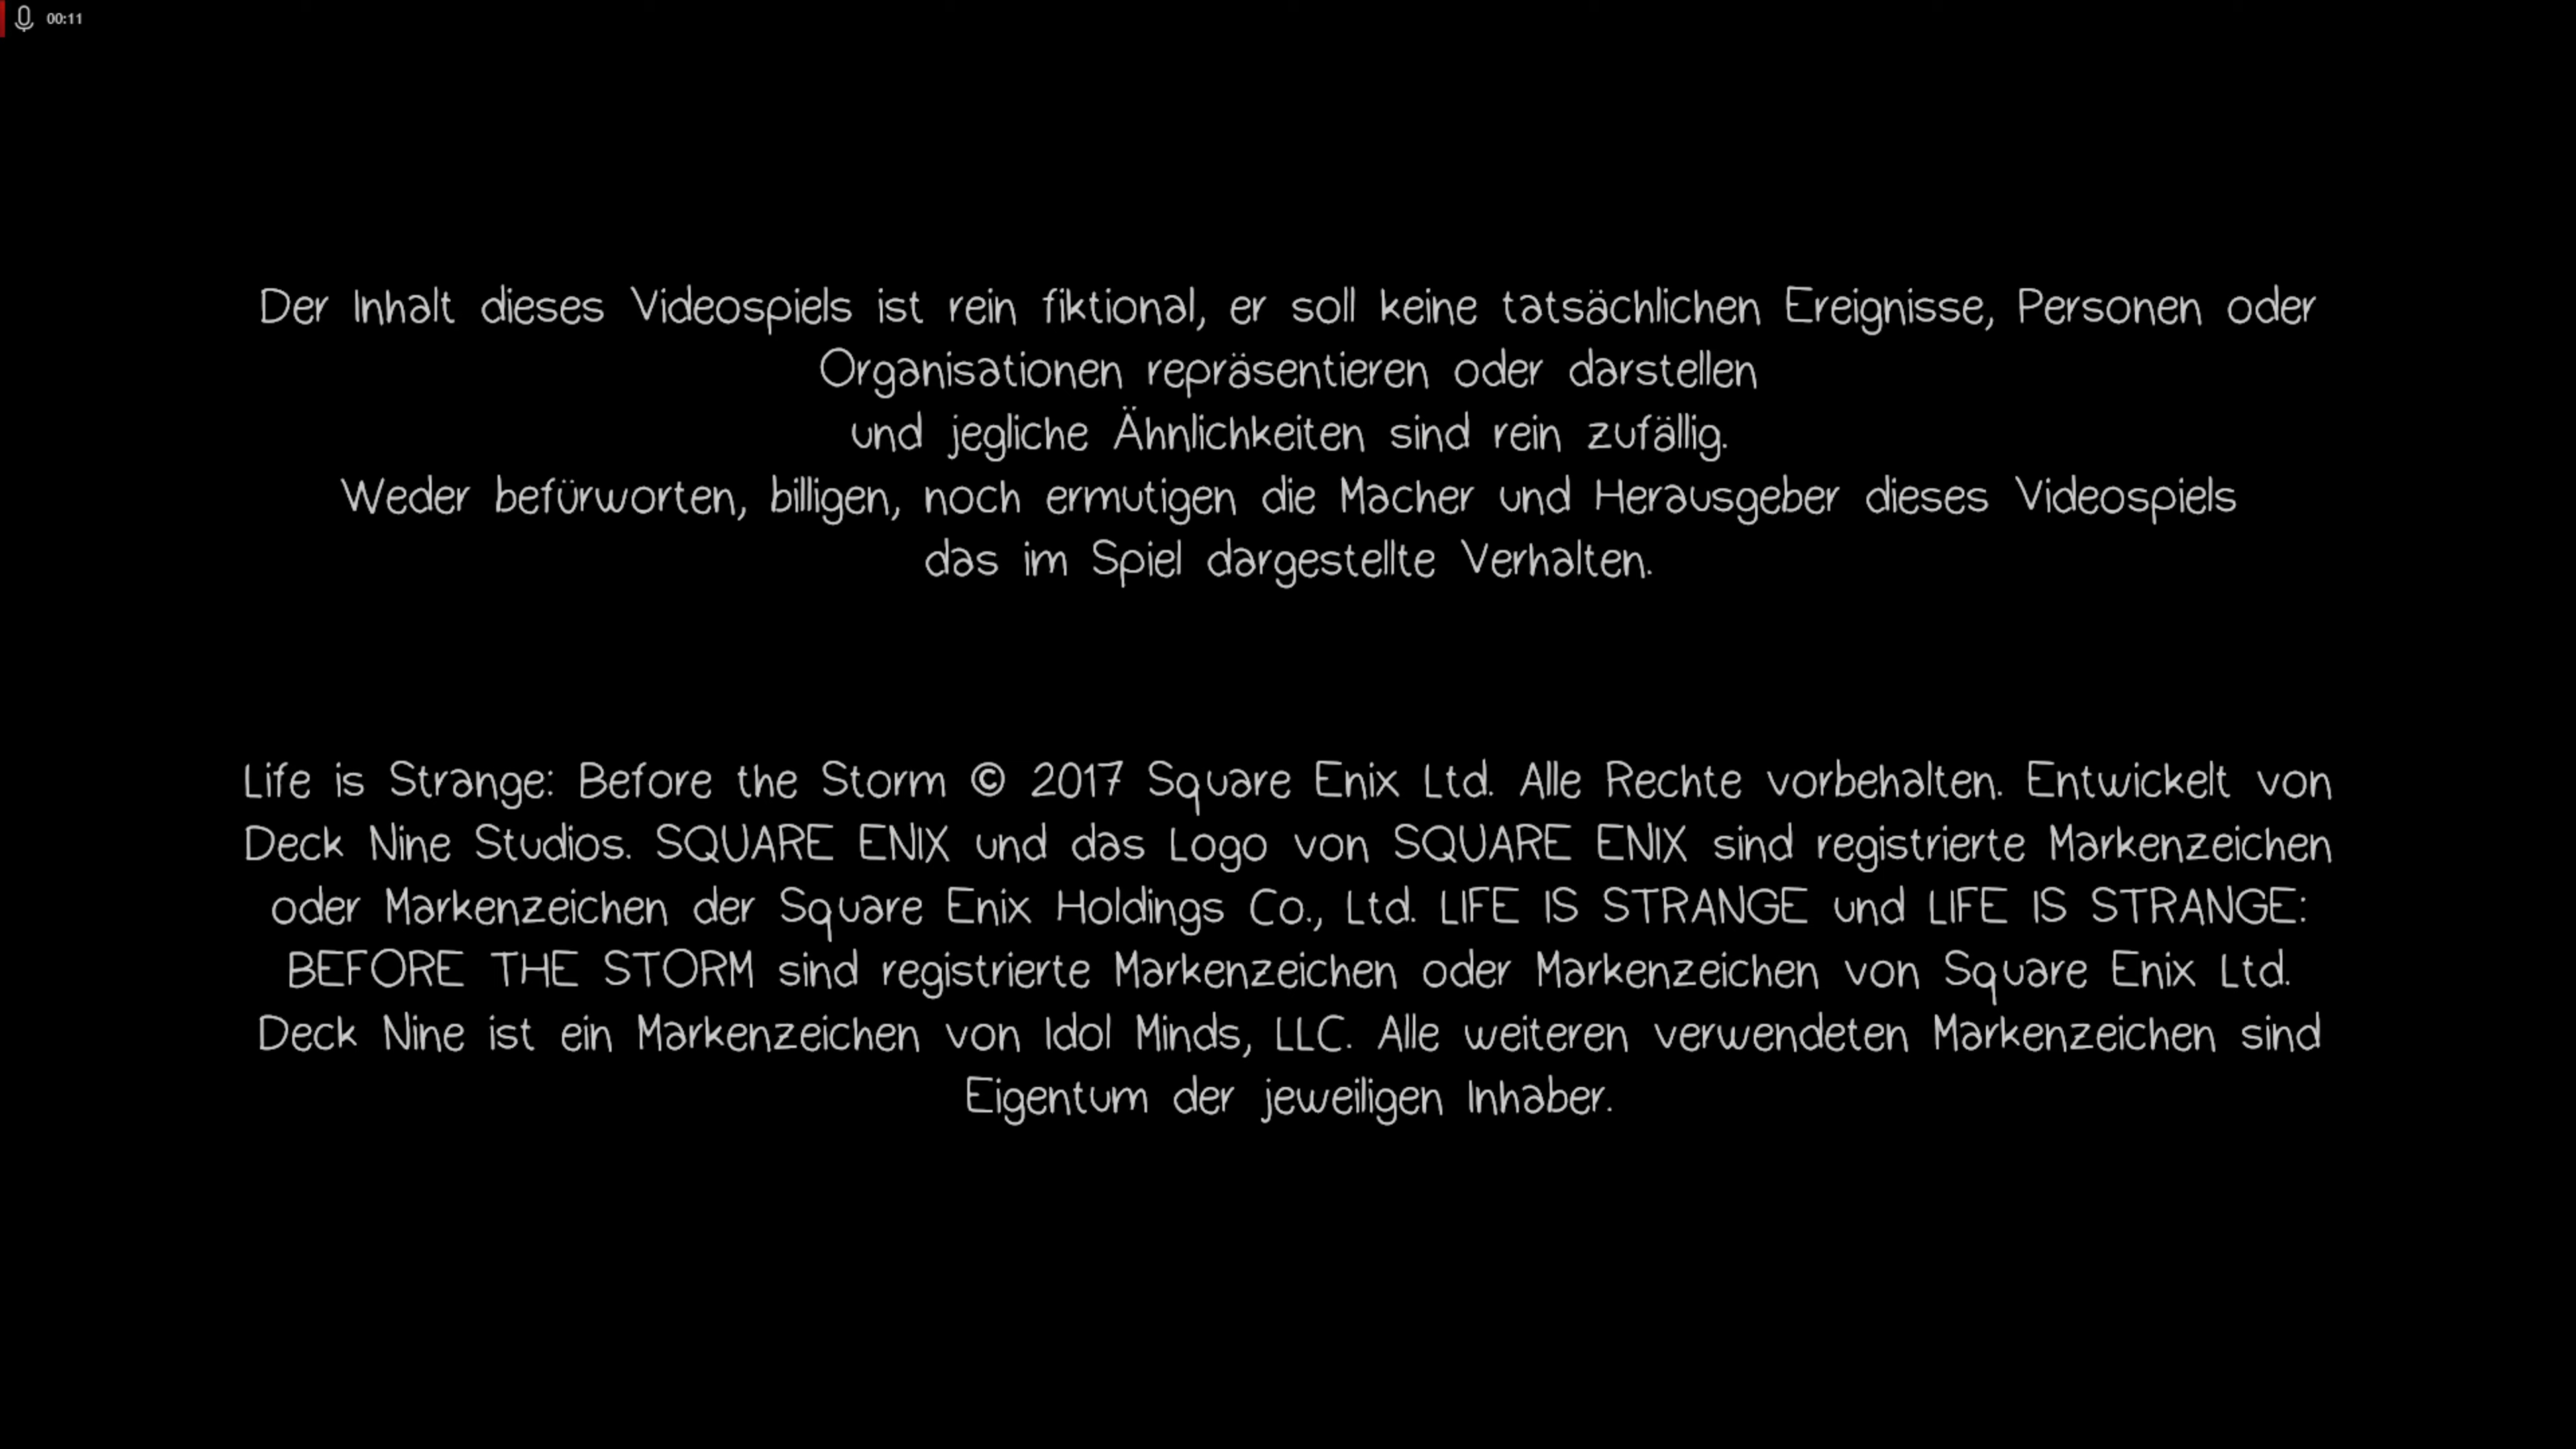 00:11
Der Inhalt dieses Videospiels ist rein fiktional, er soll keine tatsächlichen Ereignisse, Personen oder
Organisationen repräsentieren oder darstellen
und jegliche Ähnlichkeiten sind rein zufällig.
Weder befürworten, billigen, noch ermutigen die Macher und Herausgeber dieses Videospiels
das im Spiel dargestellte Verhalten.
Life is Strange: Before the Storm © 2017 Square Enix Ltd. Alle Rechte vorbehalten. Entwickelt von
Deck Nine Studios. SQUARE ENIX und das Logo von SQUARE ENIX sind registrierte Markenzeichen
oder Markenzeichen der Square Enix Holdings Co., Ltd. LIFE IS STRANGE und LIFE IS STRANGE:
BEFORE THE STORM sind registrierte Markenzeichen oder Markenzeichen von Square Enix Ltd.
Deck Nine ist ein Markenzeichen von Idol Minds, LLC. Alle weiteren verwendeten Markenzeichen sind
Eigentum der jeweiligen Inhaber.